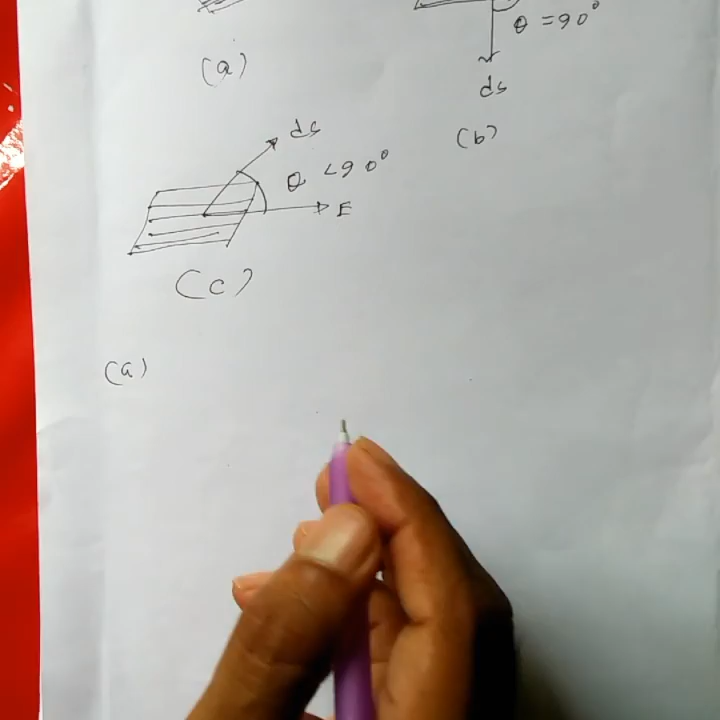 θ = 90°
(a)
ds
(b)
ds
θ < 90°
E
(c)
(a)